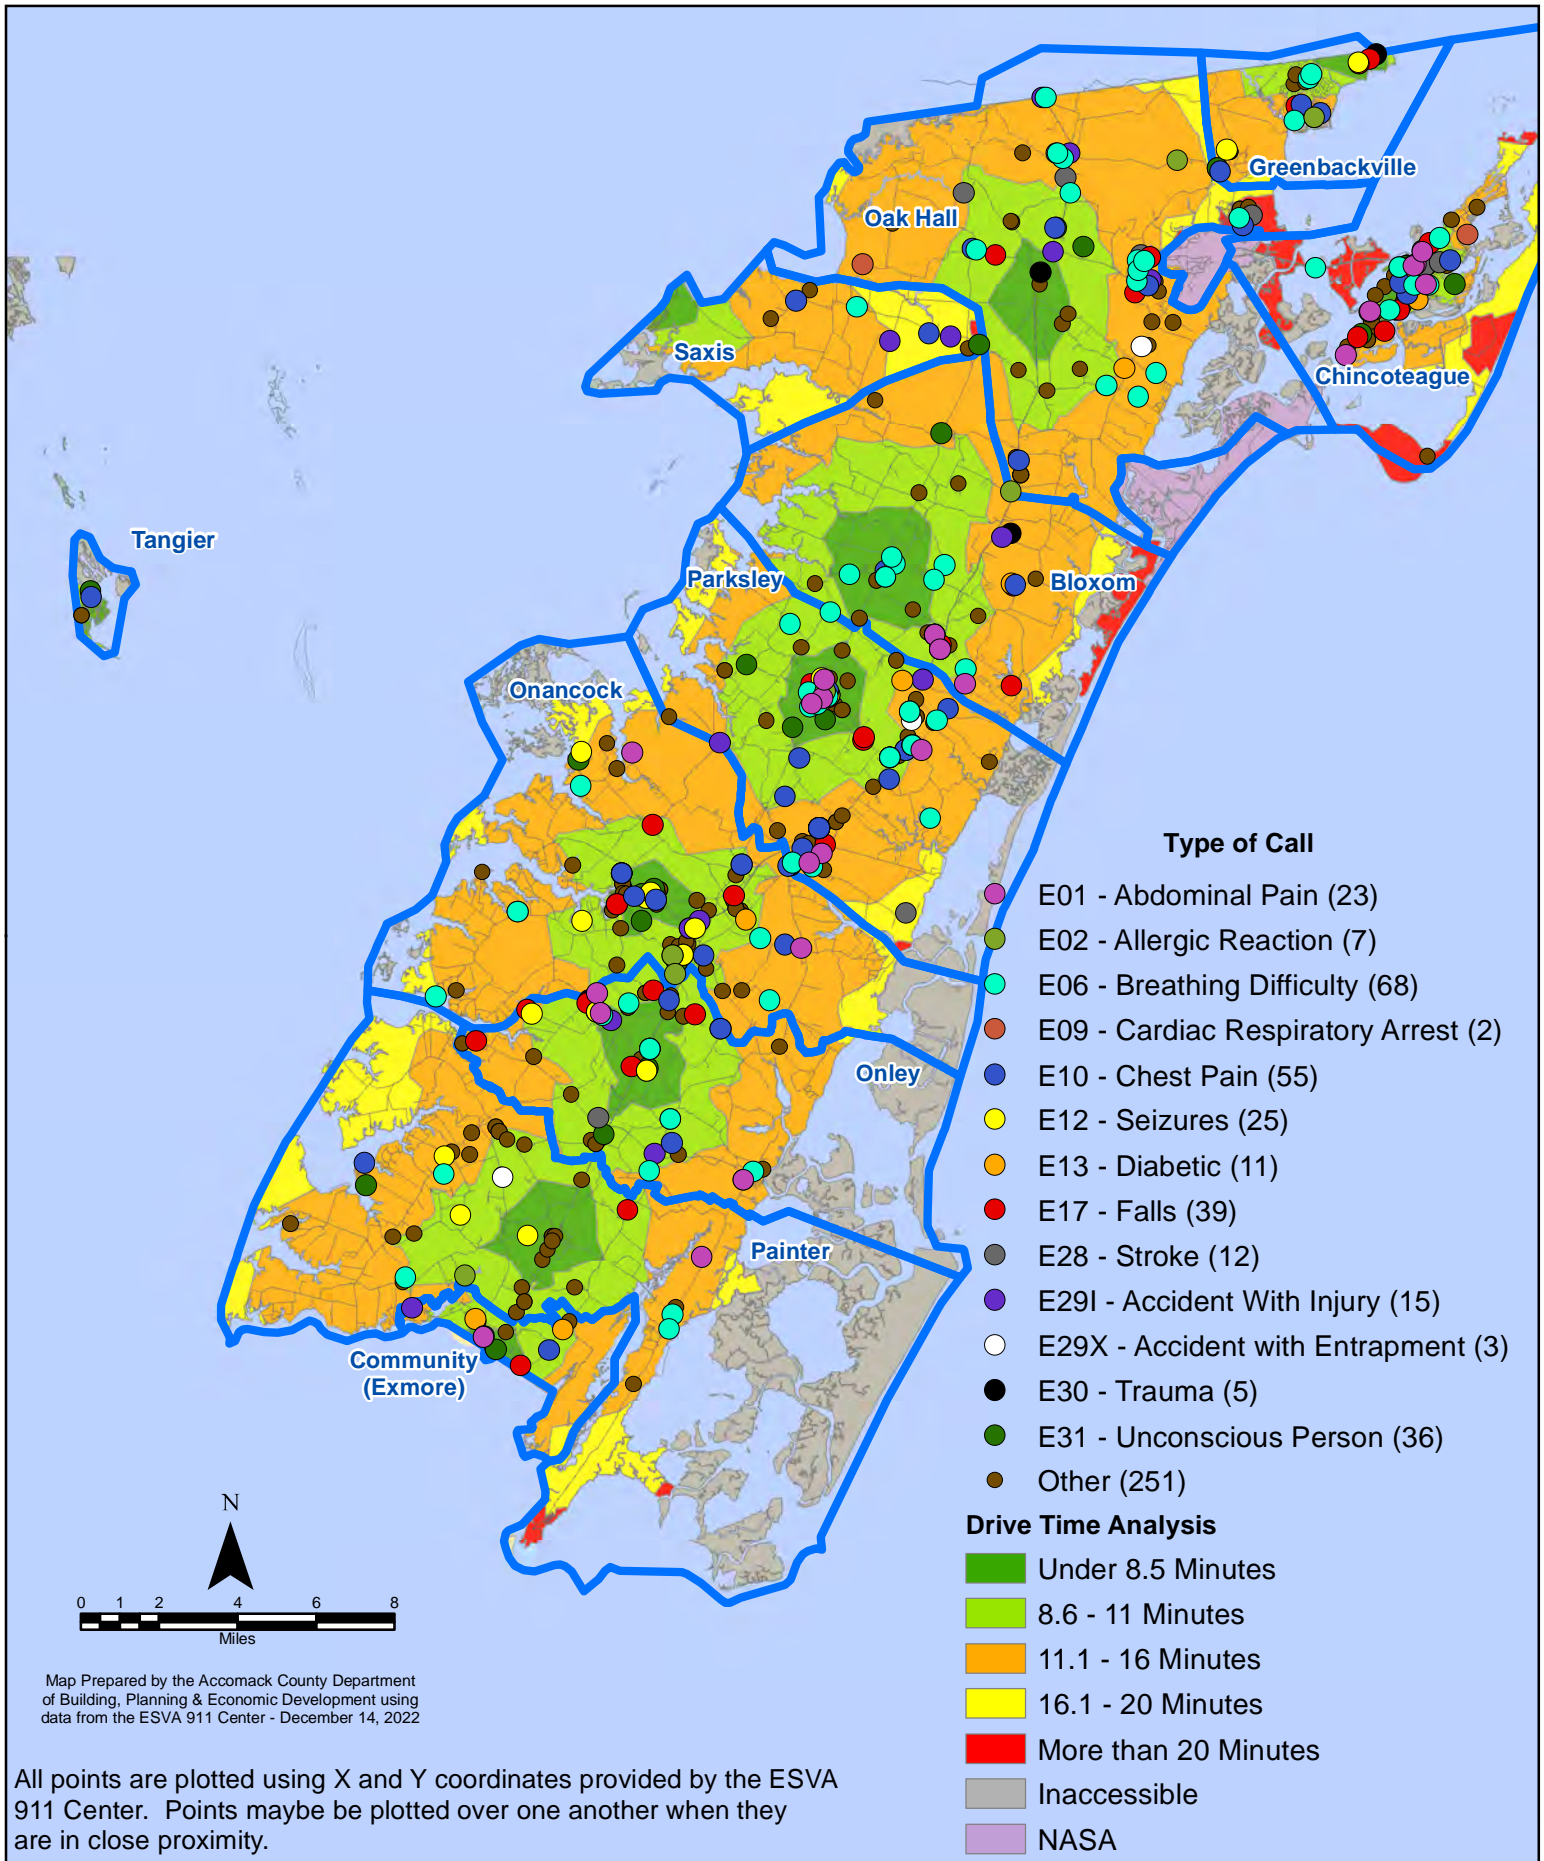 Greenbackville
Oak Hall
Saxis
Chincoteague
Tangier
Parksley
Bloxom
Onancock
Type of Call
E01 - Abdominal Pain (23)
E02 - Allergic Reaction (7)
E06 - Breathing Difficulty (68)
E09 - Cardiac Respiratory Arrest (2)
E10 - Chest Pain (55)
E12 - Seizures (25)
E13 - Diabetic (11)
E17 - Falls (39)
E28 - Stroke (12)
E29I - Accident With Injury (15)
E29X - Accident with Entrapment (3)
E30 - Trauma (5)
E31 - Unconscious Person (36)
Other (251)
Onley
Painter
Community
(Exmore)
Drive Time Analysis
Under 8.5 Minutes
8.6 - 11 Minutes
11.1 - 16 Minutes
16.1 - 20 Minutes
More than 20 Minutes
Inaccessible
NASA
N
0 1 2 4 6 8
Miles
Map Prepared by the Accomack County Department
of Building, Planning & Economic Development using
data from the ESVA 911 Center - December 14, 2022
All points are plotted using X and Y coordinates provided by the ESVA
911 Center. Points maybe be plotted over one another when they
are in close proximity.